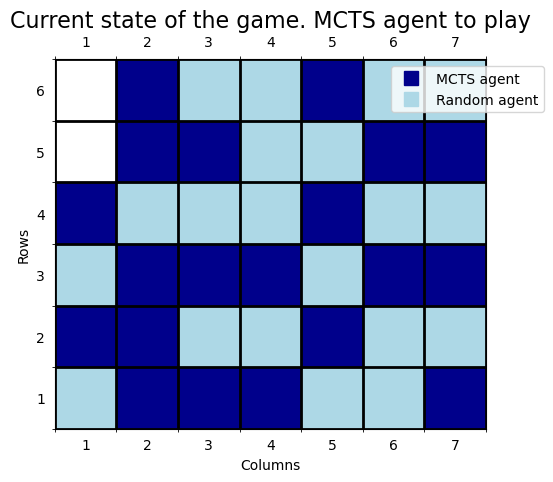 Current state of the game. MCTS agent to play
1 2 3 4 5 6 7
MCTS agent
Random agent
6
5
4
3
2
1
Rows
1 2 3 4 5 6 7
Columns